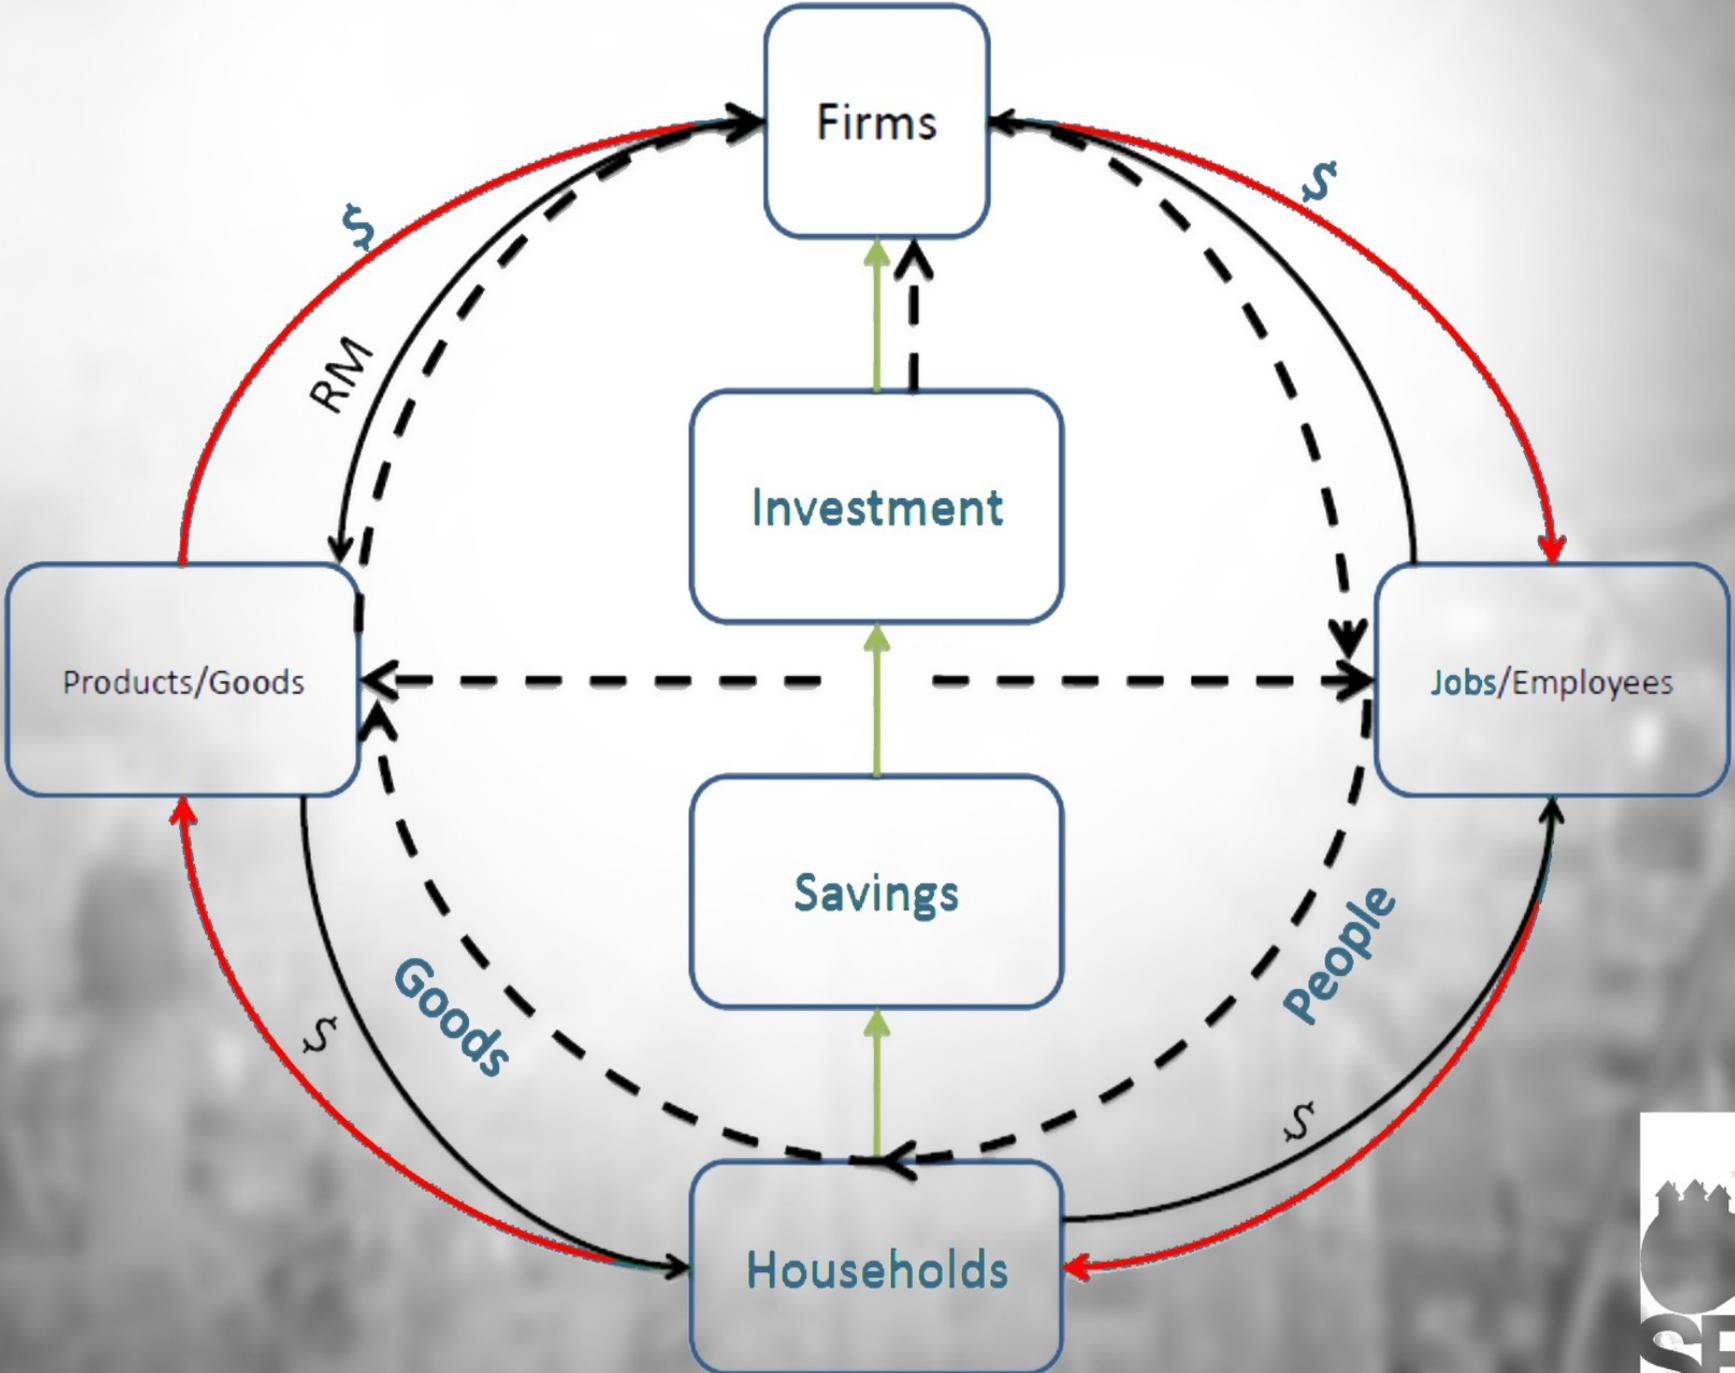 Firms
$
$
RM
Investment
Products/Goods
Jobs/Employees
Savings
Goods
People
$
$
Households